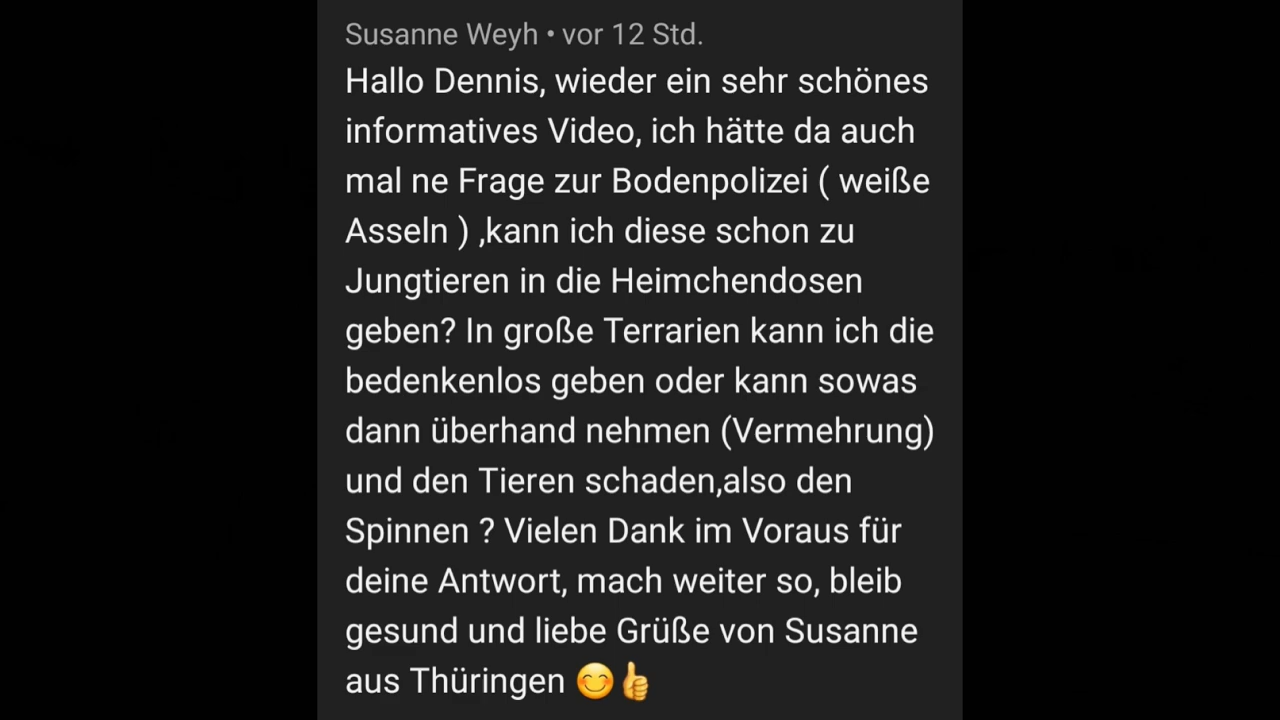 Susanne Weyh • vor 12 Std.
Hallo Dennis, wieder ein sehr schönes
informatives Video, ich hätte da auch
mal ne Frage zur Bodenpolizei ( weiße
Asseln ) ,kann ich diese schon zu
Jungtieren in die Heimchendosen
geben? In große Terrarien kann ich die
bedenkenlos geben oder kann sowas
dann überhand nehmen (Vermehrung)
und den Tieren schaden,also den
Spinnen ? Vielen Dank im Voraus für
deine Antwort, mach weiter so, bleib
gesund und liebe Grüße von Susanne
aus Thüringen 😊👍